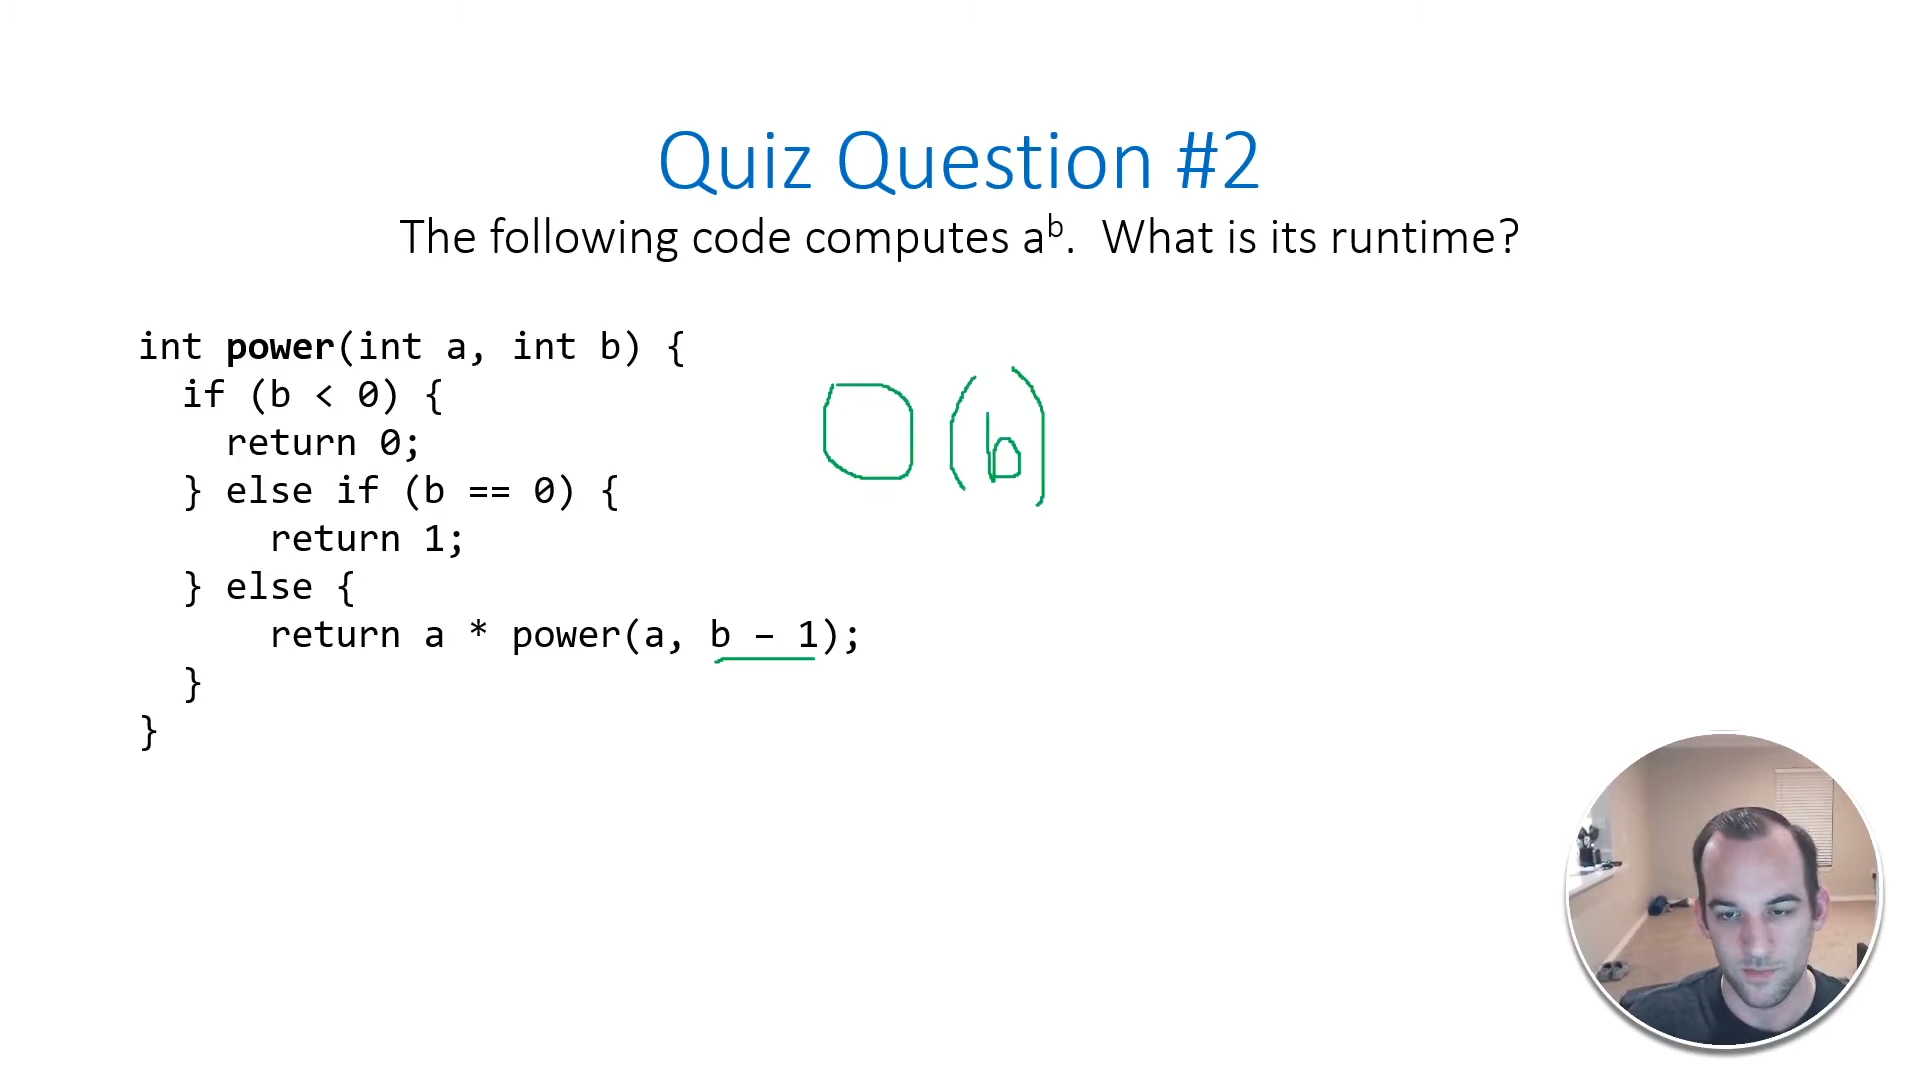 Quiz Question #2
The following code computes aᵇ. What is its runtime?
int power(int a, int b) {
if (b < 0) {
return 0;
} else if (b == 0) {
return 1;
} else {
return a * power(a, b – 1);
}
}
O(b)